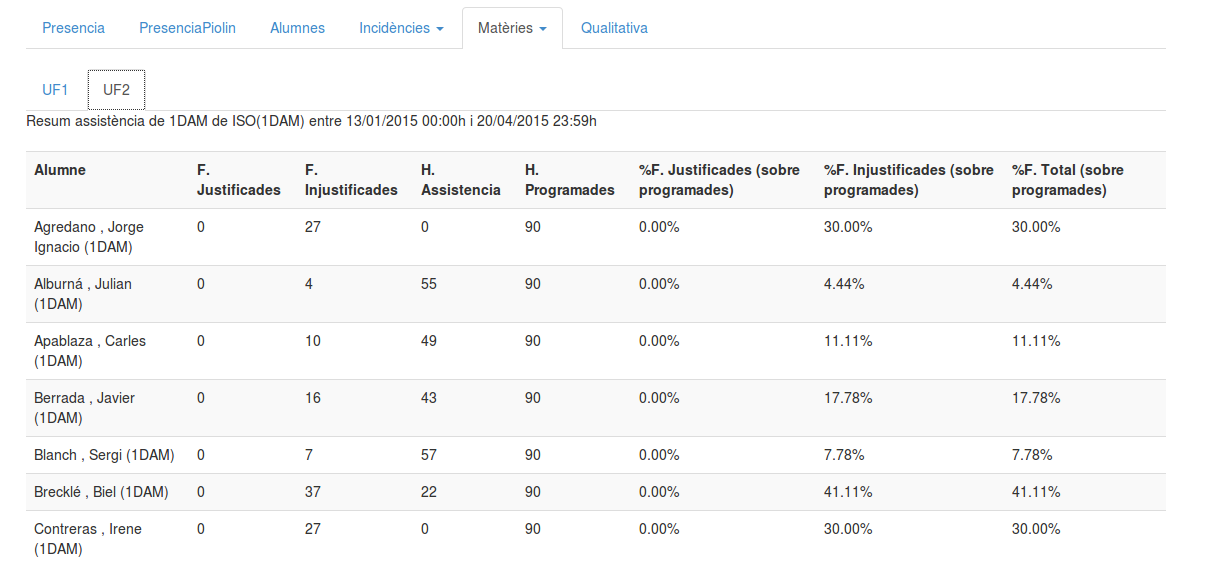 Presencia PresenciaPiolin Alumnes Incidències Matèries Qualitativa
UF1 UF2
Resum assistència de 1DAM de ISO(1DAM) entre 13/01/2015 00:00h i 20/04/2015 23:59h
Alumne F. F. H. H. %F. Justificades (sobre %F. Injustificades (sobre %F. Total (sobre
Justificades Injustificades Assistencia Programades programades) programades) programades)
Agredano , Jorge 0 27 0 90 0.00% 30.00% 30.00%
Ignacio (1DAM)
Alburná , Julian 0 4 55 90 0.00% 4.44% 4.44%
(1DAM)
Apablaza , Carles 0 10 49 90 0.00% 11.11% 11.11%
(1DAM)
Berrada , Javier 0 16 43 90 0.00% 17.78% 17.78%
(1DAM)
Blanch , Sergi (1DAM) 0 7 57 90 0.00% 7.78% 7.78%
Brecklé , Biel (1DAM) 0 37 22 90 0.00% 41.11% 41.11%
Contreras , Irene 0 27 0 90 0.00% 30.00% 30.00%
(1DAM)